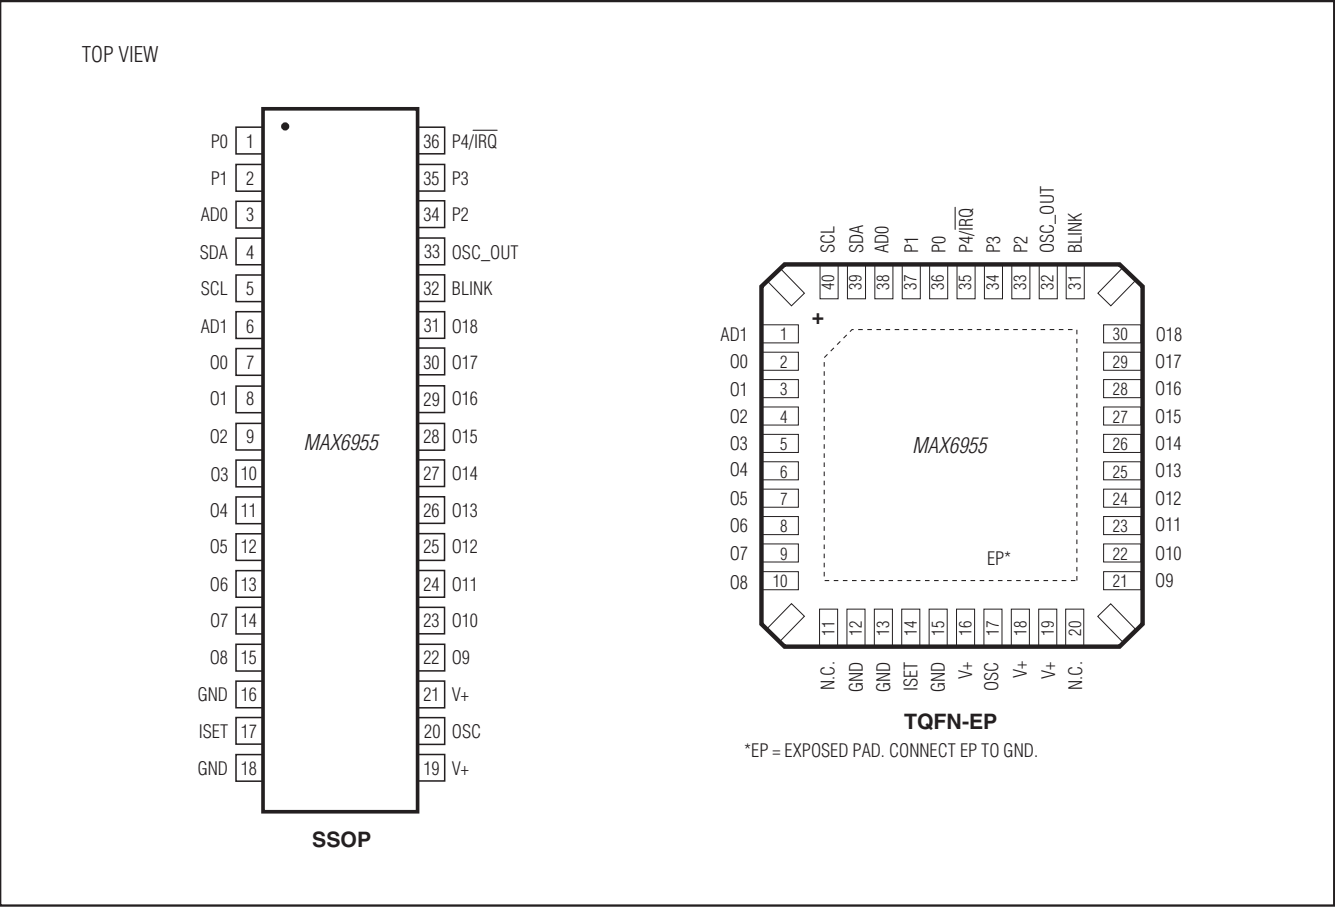 TOP VIEW
P0 1
P1 2
AD0 3
SDA 4
SCL 5
AD1 6
O0 7
O1 8
O2 9
O3 10
O4 11
O5 12
O6 13
O7 14
O8 15
GND 16
ISET 17
GND 18
36 P4/IRQ
35 P3
34 P2
33 OSC_OUT
32 BLINK
31 O18
30 O17
29 O16
28 O15
27 O14
26 O13
25 O12
24 O11
23 O10
22 O9
21 V+
20 OSC
19 V+
MAX6955
SSOP
SCL SDA AD0 P1 P0 P4/IRQ P3 P2 OSC_OUT BLINK
40 39 38 37 36 35 34 33 32 31
+
AD1 1
O0 2
O1 3
O2 4
O3 5
O4 6
O5 7
O6 8
O7 9
O8 10
30 O18
29 O17
28 O16
27 O15
26 O14
25 O13
24 O12
23 O11
22 O10
21 O9
MAX6955
EP*
11 12 13 14 15 16 17 18 19 20
N.C. GND GND ISET GND V+ OSC V+ V+ N.C.
TQFN-EP
*EP = EXPOSED PAD. CONNECT EP TO GND.